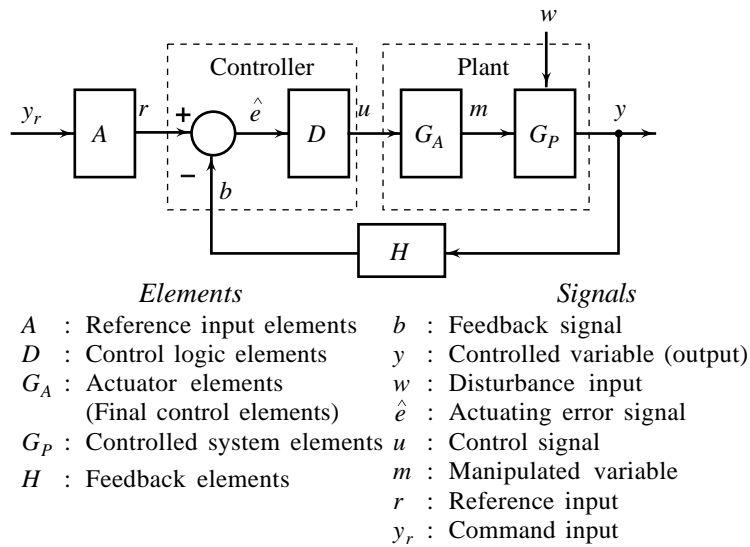 w
Controller Plant
y_r A r + ê D u G_A m G_P y
−
b
H
Elements
A : Reference input elements
D : Control logic elements
G_A : Actuator elements
(Final control elements)
G_P : Controlled system elements
H : Feedback elements
Signals
b : Feedback signal
y : Controlled variable (output)
w : Disturbance input
ê : Actuating error signal
u : Control signal
m : Manipulated variable
r : Reference input
y_r : Command input